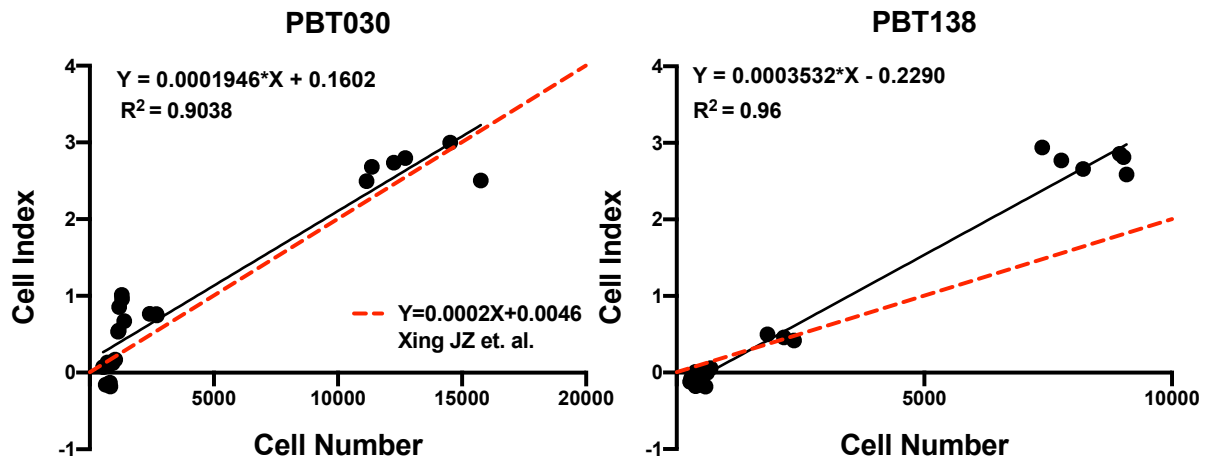 PBT030
Y = 0.0001946*X + 0.1602
R² = 0.9038
4
3
2
1
0
-1
5000
10000
15000
20000
Cell Index
Cell Number
Y=0.0002X+0.0046
Xing JZ et. al.
PBT138
Y = 0.0003532*X - 0.2290
R² = 0.96
4
3
2
1
0
-1
5000
10000
Cell Index
Cell Number